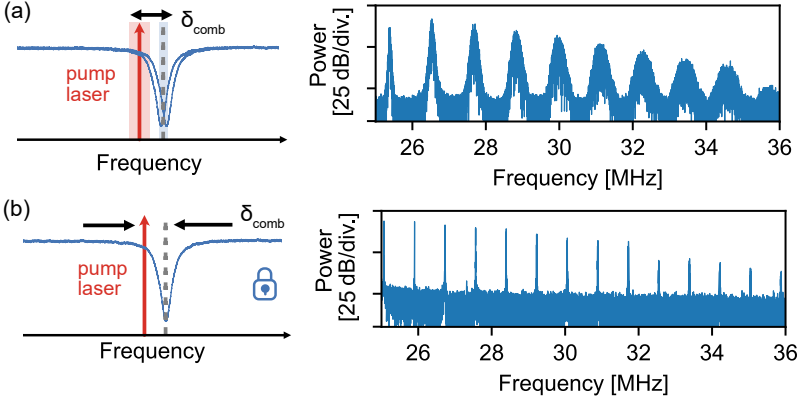 (a)
δcomb
pump
laser
Frequency
Power
[25 dB/div.]
26 28 30 32 34 36
Frequency [MHz]
(b)
δcomb
pump
laser
Frequency
Power
[25 dB/div.]
26 28 30 32 34 36
Frequency [MHz]